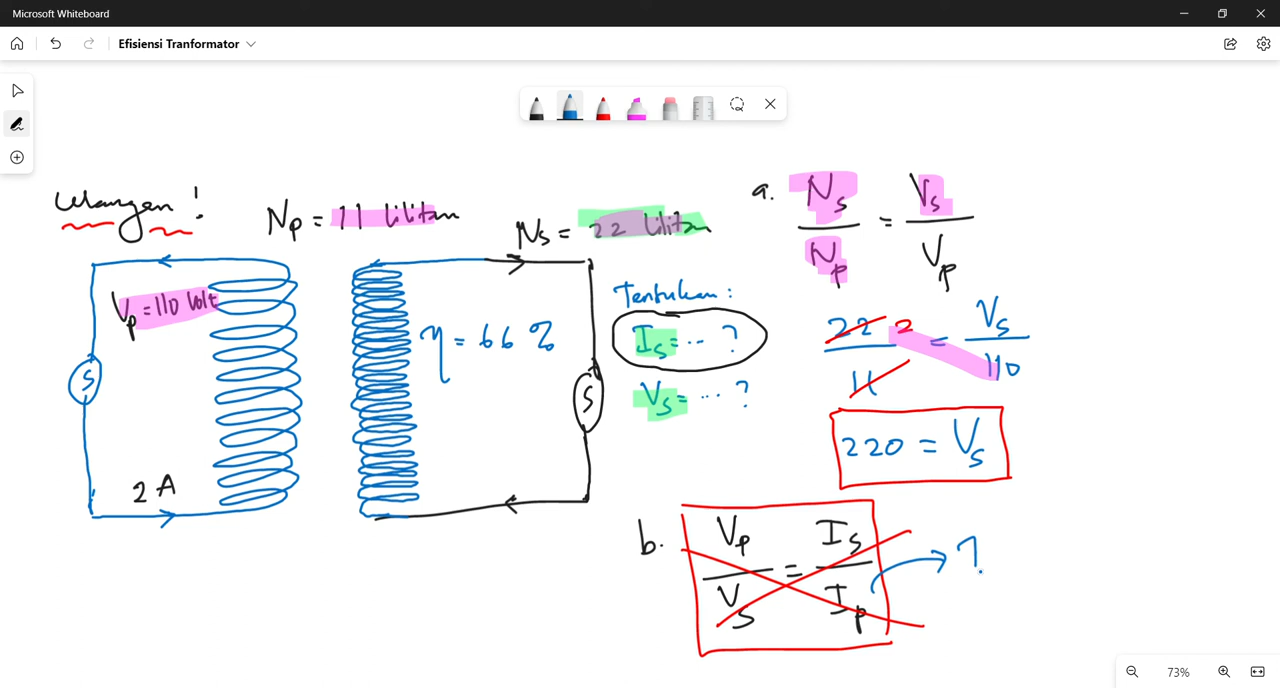 Microsoft Whiteboard
Efisiensi Tranformator
Ulangan!
Np = 11 lilitan
Ns = 22 lilitan
Vp = 110 Volt
S
2 A
η = 66 %
S
Tentukan:
Is = ... ?
Vs = ... ?
a. Ns/Np = Vs/Vp
22/11 2 = Vs/110
220 = Vs
b. Vp/Vs = Is/Ip → ?
73%